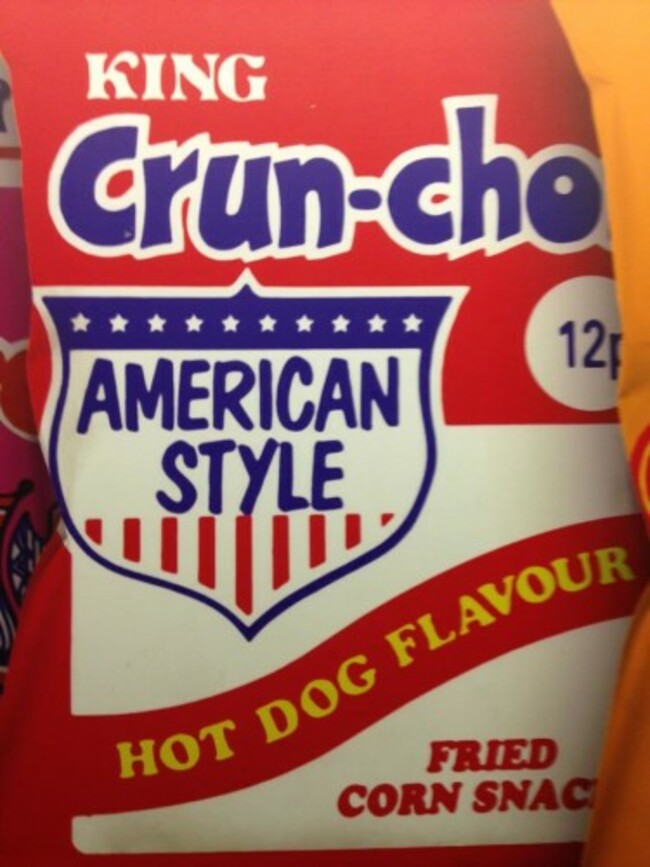 KING
Crun-cho
AMERICAN
STYLE
12p
HOT DOG FLAVOUR
FRIED
CORN SNAC